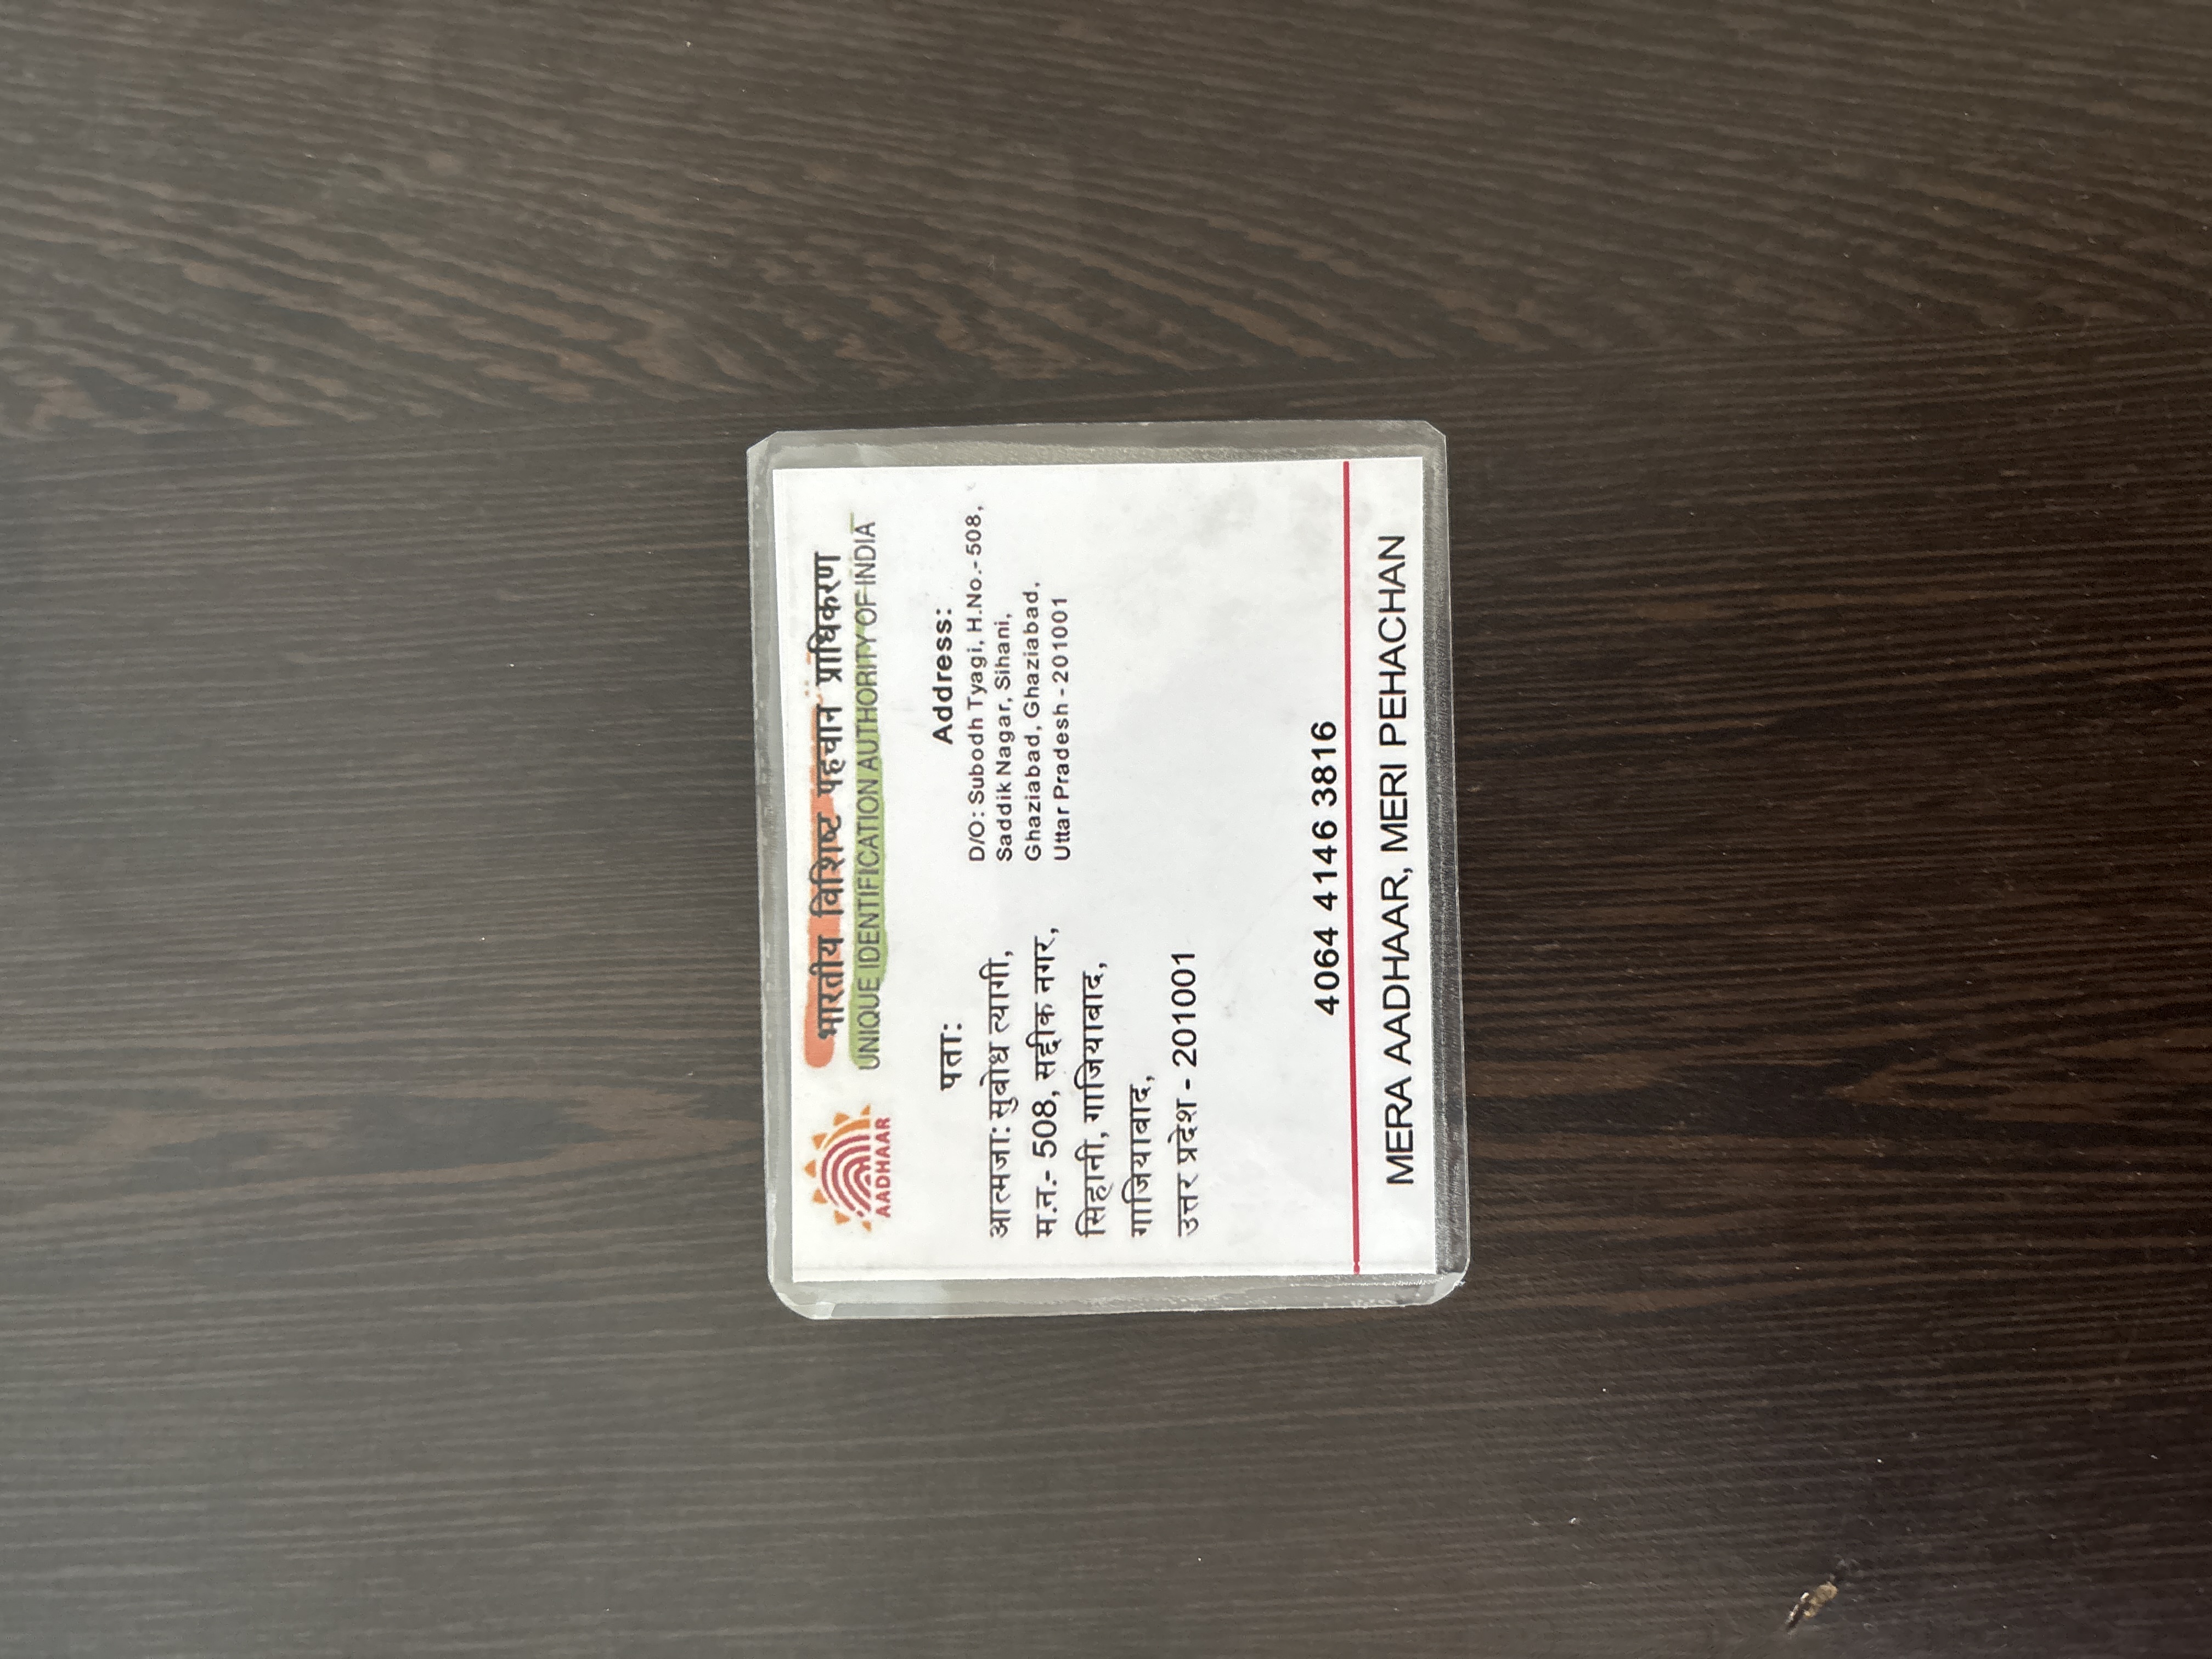 भारतीय विशिष्ट पहचान प्राधिकरण
UNIQUE IDENTIFICATION AUTHORITY OF INDIA
AADHAAR
पता:
आत्मजा: सुबोध त्यागी,
म.न.- 508, सद्दीक नगर,
सिहानी, गाजियाबाद,
गाजियाबाद,
उत्तर प्रदेश - 201001
Address:
D/O: Subodh Tyagi, H.No.- 508,
Saddik Nagar, Sihani,
Ghaziabad, Ghaziabad,
Uttar Pradesh - 201001
4064 4146 3816
MERA AADHAAR, MERI PEHACHAN